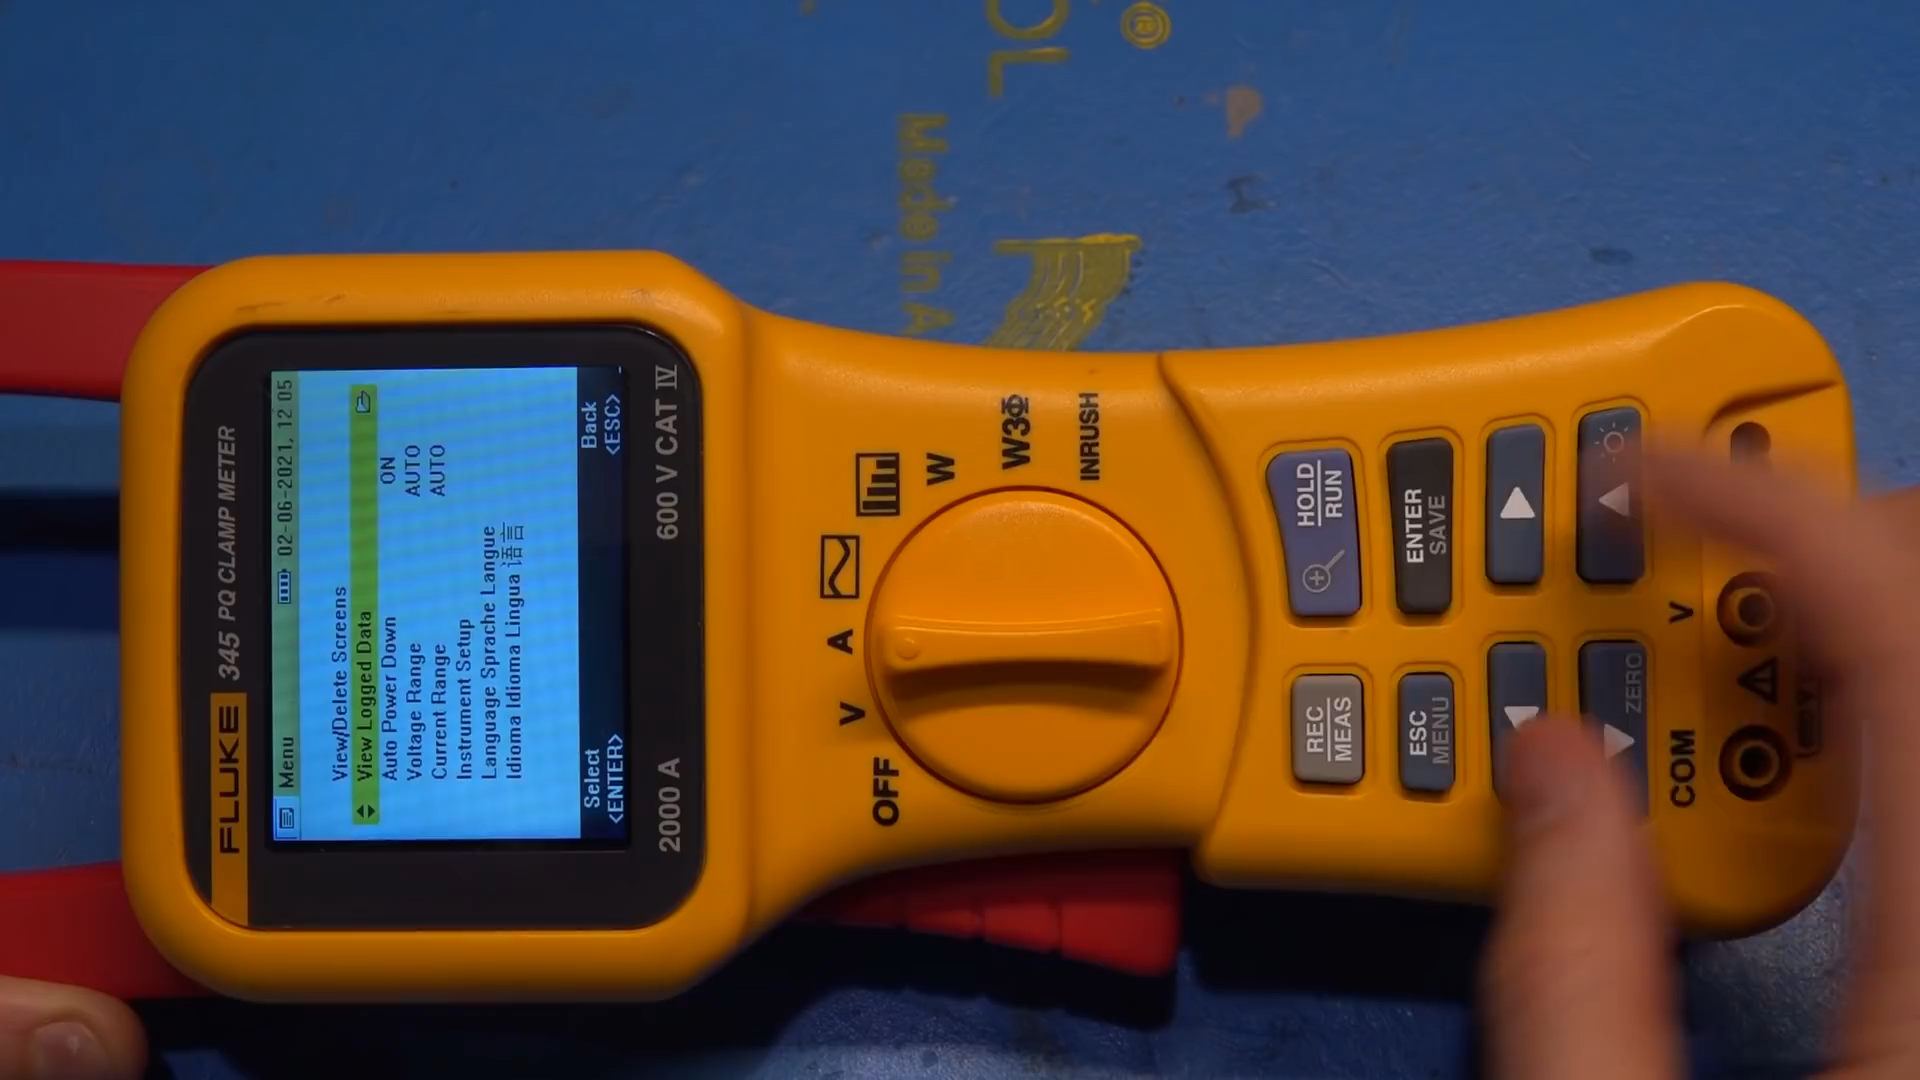 FLUKE 345 PQ CLAMP METER
Menu 02-06-2021, 12 05
View/Delete Screens
View Logged Data
Auto Power Down ON
Voltage Range AUTO
Current Range AUTO
Instrument Setup
Language Sprache Langue
Idioma Idioma Lingua 语言
Select Back
<ENTER> <ESC>
2000 A 600 V CAT IV
OFF
V
A
W
W3Φ
INRUSH
REC
MEAS
HOLD
RUN
ESC
MENU
ENTER
SAVE
ZERO
COM
V
OL®
Made in A